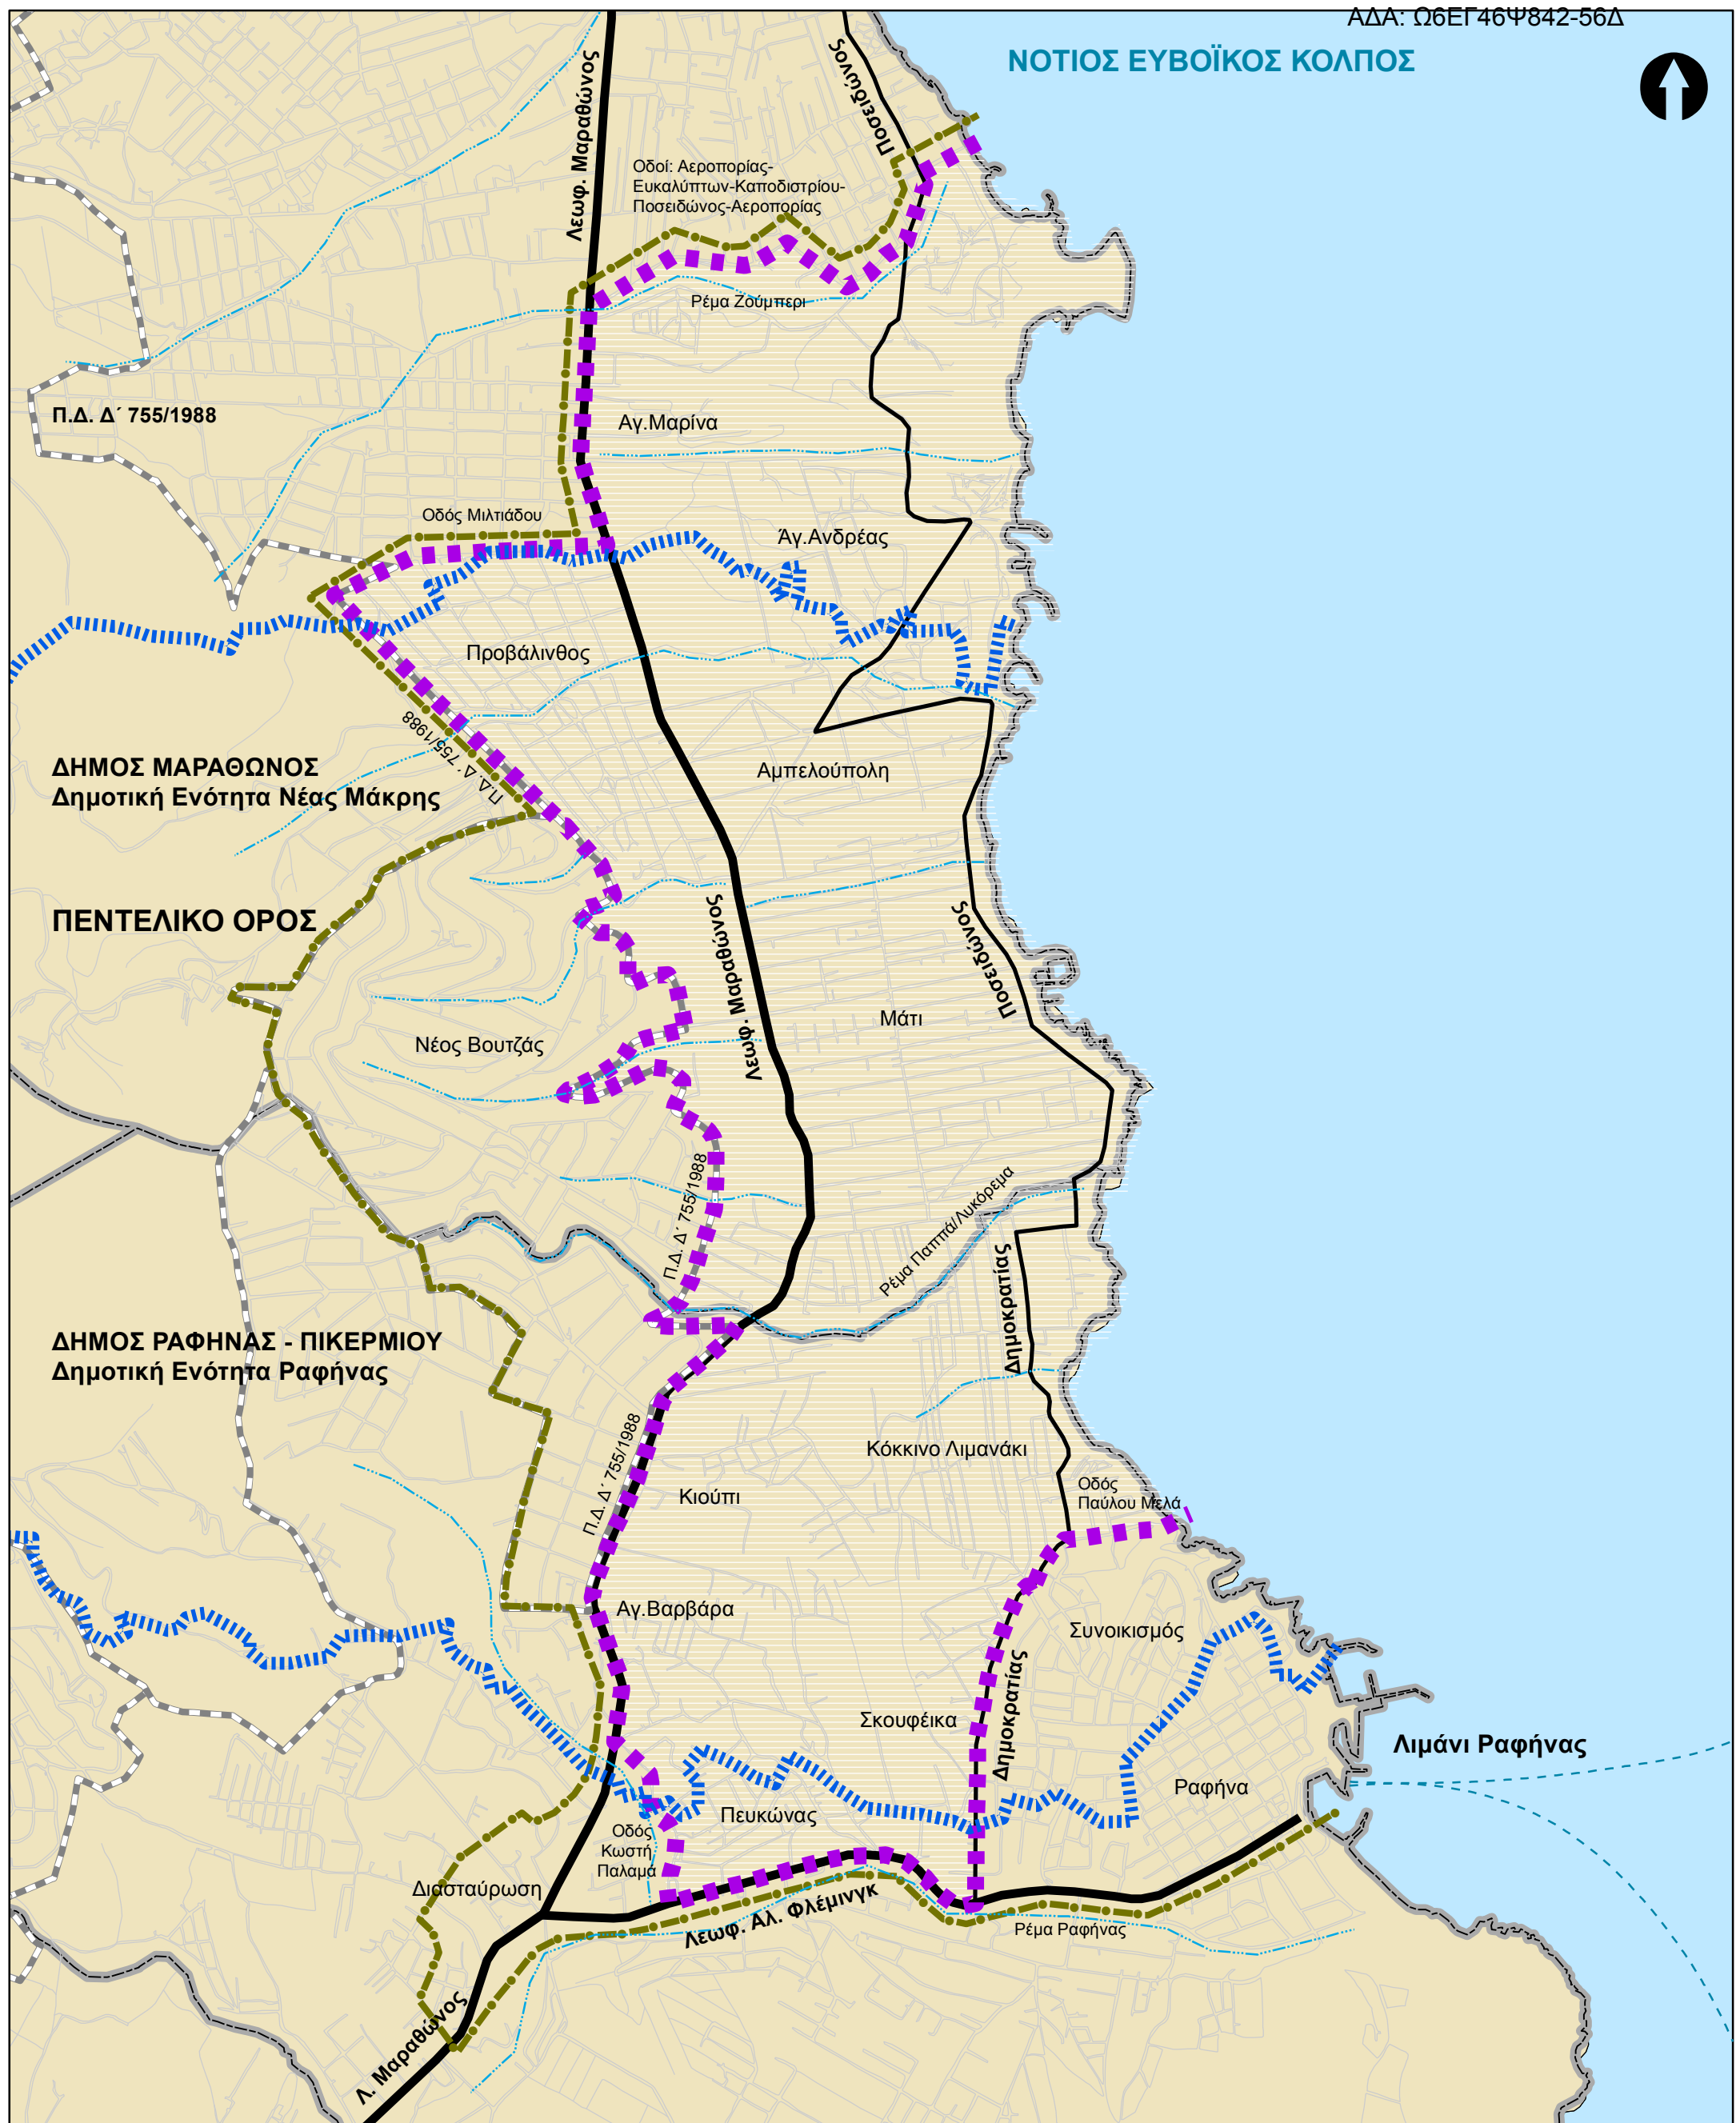 ΑΔΑ: Ω6ΕΓ46Ψ842-56Δ
ΝΟΤΙΟΣ ΕΥΒΟΪΚΟΣ ΚΟΛΠΟΣ
Λεωφ. Μαραθώνος
Ποσειδώνος
Οδοί: Αεροπορίας-
Ευκαλύπτων-Καποδιστρίου-
Ποσειδώνος-Αεροπορίας
Ρέμα Ζούμπερι
Π.Δ. Δ΄ 755/1988
Αγ.Μαρίνα
Οδός Μιλτιάδου
Άγ.Ανδρέας
Προβάλινθος
Π.Δ. Δ΄ 755/1988
ΔΗΜΟΣ ΜΑΡΑΘΩΝΟΣ
Δημοτική Ενότητα Νέας Μάκρης
Αμπελούπολη
ΠΕΝΤΕΛΙΚΟ ΟΡΟΣ
Λεωφ. Μαραθώνος
Ποσειδώνος
Μάτι
Νέος Βουτζάς
Π.Δ. Δ΄ 755/1988
Ρέμα Παππά/Λυκόρεμα
Δημοκρατίας
ΔΗΜΟΣ ΡΑΦΗΝΑΣ - ΠΙΚΕΡΜΙΟΥ
Δημοτική Ενότητα Ραφήνας
Π.Δ. Δ΄ 755/1988
Κόκκινο Λιμανάκι
Κιούπι
Οδός
Παύλου Μελά
Αγ.Βαρβάρα
Συνοικισμός
Δημοκρατίας
Σκουφέικα
Λιμάνι Ραφήνας
Ραφήνα
Πευκώνας
Οδός
Κωστή
Παλαμά
Διασταύρωση
Λεωφ. Αλ. Φλέμινγκ
Ρέμα Ραφήνας
Λ. Μαραθώνος